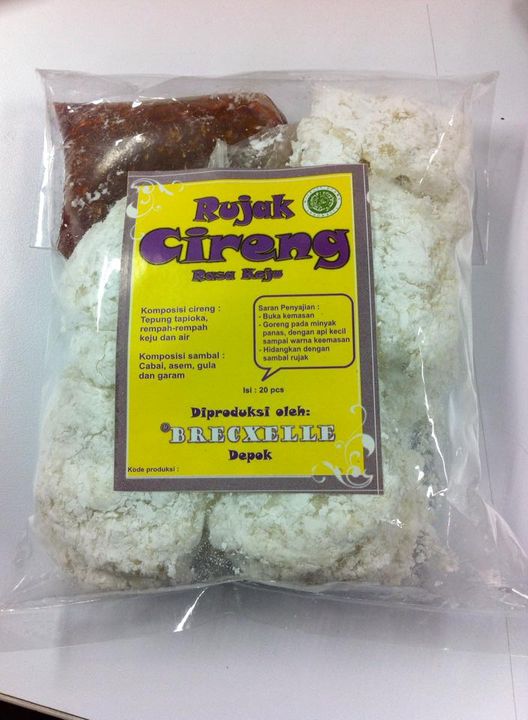 Rujak
Cireng
Rasa Keju
Komposisi cireng :
Tepung tapioka,
rempah-rempah
keju dan air
Komposisi sambal :
Cabai, asem, gula
dan garam
Saran Penyajian :
- Buka kemasan
- Goreng pada minyak
panas, dengan api kecil
sampai warna keemasan
- Hidangkan dengan
sambal rujak
Isi : 20 pcs
Diproduksi oleh:
BRECXELLE
Depok
Kode produksi :